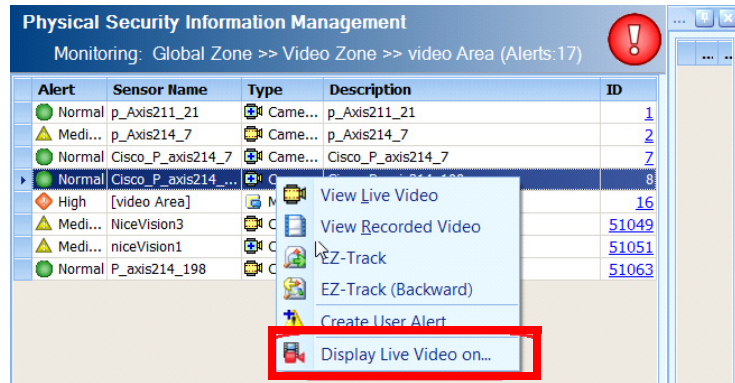 Physical Security Information Management
Monitoring: Global Zone >> Video Zone >> video Area (Alerts:17)
Alert Sensor Name Type Description ID
Normal p_Axis211_21 Came... p_Axis211_21 1
Medi... p_Axis214_7 Came... p_Axis214_7 2
Normal Cisco_P_axis214_7 Came... Cisco_P_axis214_7 7
Normal Cisco_P_axis214_... 8
High [video Area] M 16
Medi... NiceVision3 C 51049
Medi... niceVision1 C 51051
Normal P_axis214_198 C 51063
View Live Video
View Recorded Video
EZ-Track
EZ-Track (Backward)
Create User Alert
Display Live Video on...
...
... ..